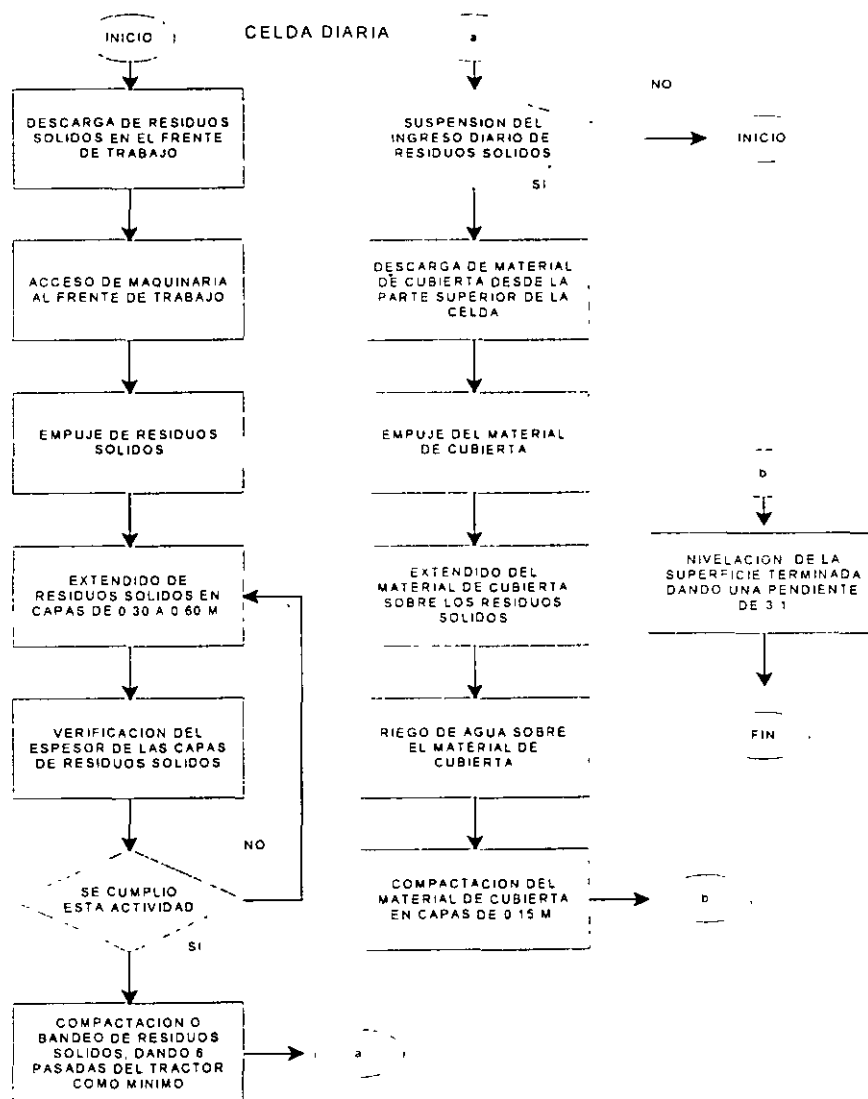 CELDA DIARIA
INICIO
DESCARGA DE RESIDUOS
SOLIDOS EN EL FRENTE
DE TRABAJO
ACCESO DE MAQUINARIA
AL FRENTE DE TRABAJO
EMPUJE DE RESIDUOS
SOLIDOS
EXTENDIDO DE
RESIDUOS SOLIDOS EN
CAPAS DE 0 30 A 0 60 M
VERIFICACION DEL
ESPESOR DE LAS CAPAS
DE RESIDUOS SOLIDOS
NO
SE CUMPLIO
ESTA ACTIVIDAD
SI
COMPACTACION O
BANDEO DE RESIDUOS
SOLIDOS, DANDO 6
PASADAS DEL TRACTOR
COMO MINIMO
a
a
SUSPENSION DEL
INGRESO DIARIO DE
RESIDUOS SOLIDOS
NO
INICIO
SI
DESCARGA DE MATERIAL
DE CUBIERTA DESDE LA
PARTE SUPERIOR DE LA
CELDA
EMPUJE DEL MATERIAL
DE CUBIERTA
EXTENDIDO DEL
MATERIAL DE CUBIERTA
SOBRE LOS RESIDUOS
SOLIDOS
RIEGO DE AGUA SOBRE
EL MATERIAL DE
CUBIERTA
COMPACTACION DEL
MATERIAL DE CUBIERTA
EN CAPAS DE 0 15 M
b
b
NIVELACION DE LA
SUPERFICIE TERMINADA
DANDO UNA PENDIENTE
DE 3 1
FIN